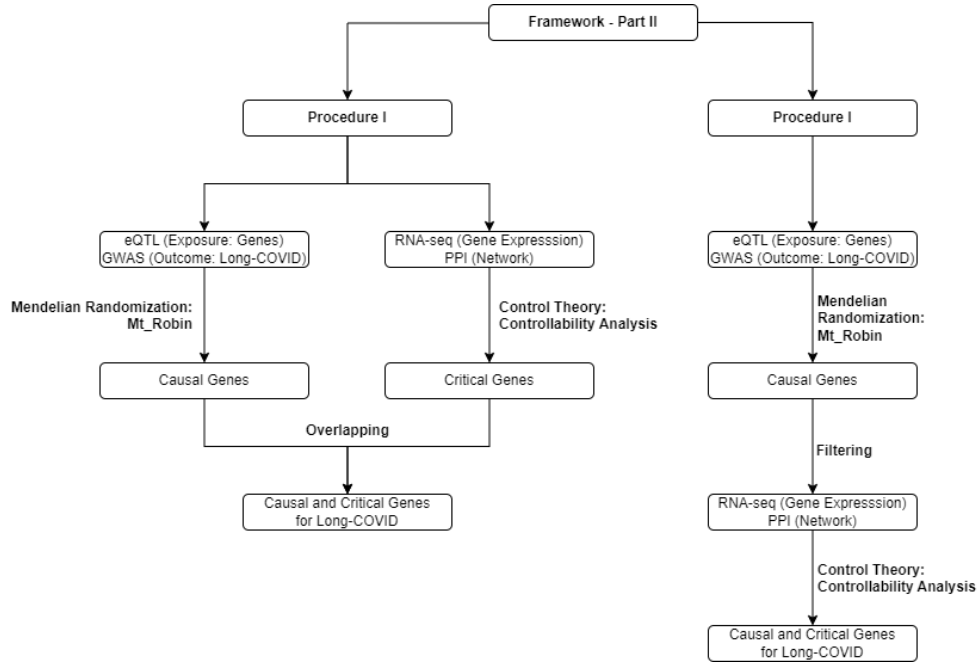 Framework - Part II
Procedure I
Procedure I
eQTL (Exposure: Genes)
GWAS (Outcome: Long-COVID)
RNA-seq (Gene Expresssion)
PPI (Network)
eQTL (Exposure: Genes)
GWAS (Outcome: Long-COVID)
Mendelian Randomization:
Mt_Robin
Control Theory:
Controllability Analysis
Mendelian
Randomization:
Mt_Robin
Causal Genes
Critical Genes
Causal Genes
Overlapping
Filtering
Causal and Critical Genes
for Long-COVID
RNA-seq (Gene Expresssion)
PPI (Network)
Control Theory:
Controllability Analysis
Causal and Critical Genes
for Long-COVID